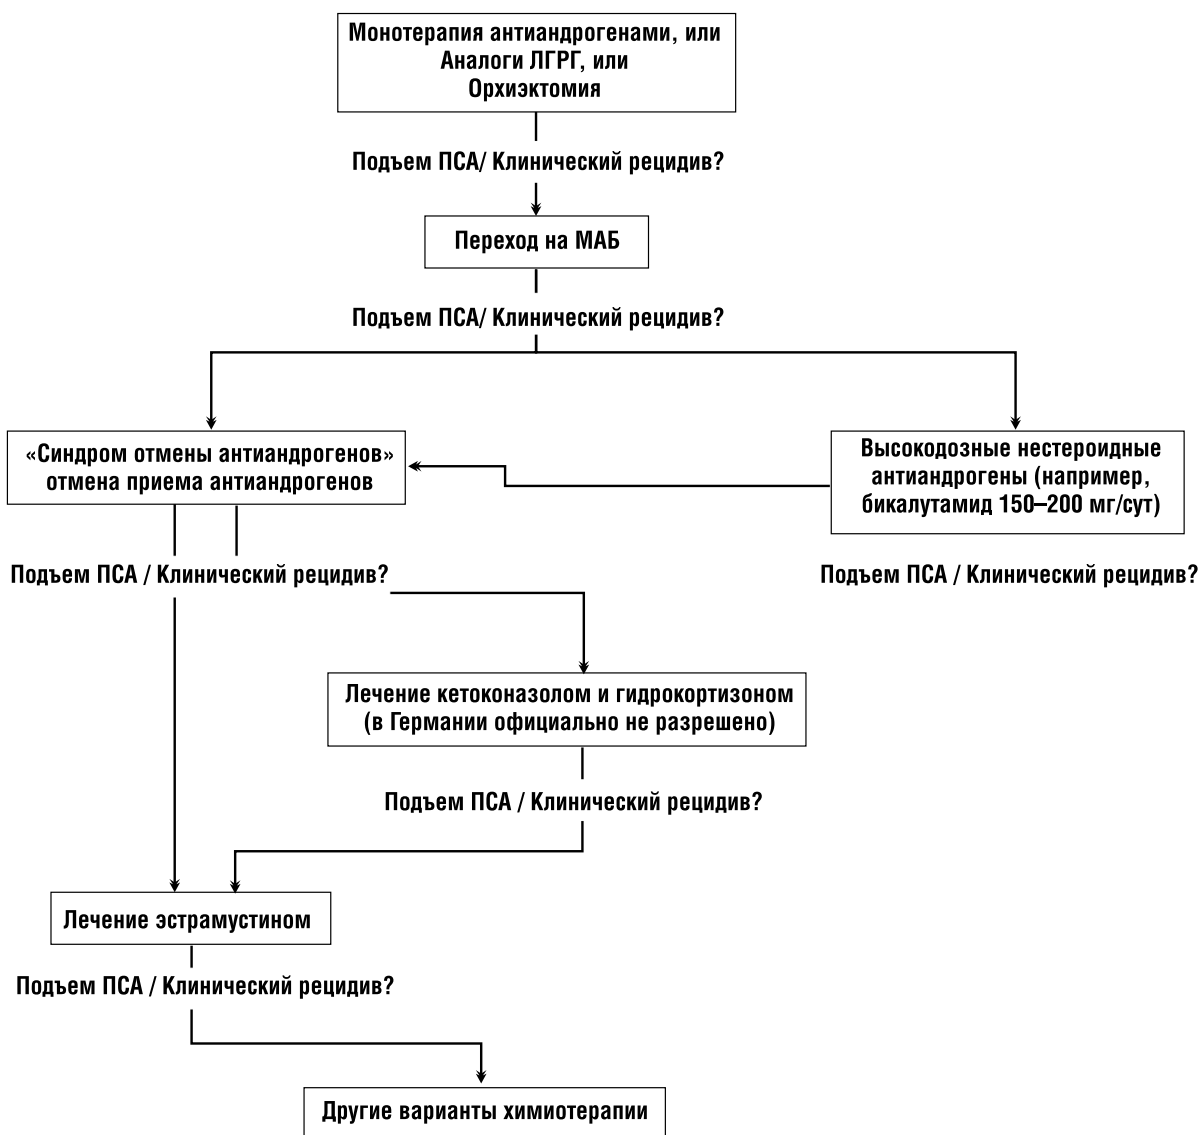 Монотерапия антиандрогенами, или
Аналоги ЛГРГ, или
Орхиэктомия
Подъем ПСА/ Клинический рецидив?
Переход на МАБ
Подъем ПСА/ Клинический рецидив?
«Синдром отмены антиандрогенов»
отмена приема антиандрогенов
Высокодозные нестероидные
антиандрогены (например,
бикалутамид 150–200 мг/сут)
Подъем ПСА / Клинический рецидив?
Подъем ПСА / Клинический рецидив?
Лечение кетоконазолом и гидрокортизоном
(в Германии официально не разрешено)
Подъем ПСА / Клинический рецидив?
Лечение эстрамустином
Подъем ПСА / Клинический рецидив?
Другие варианты химиотерапии